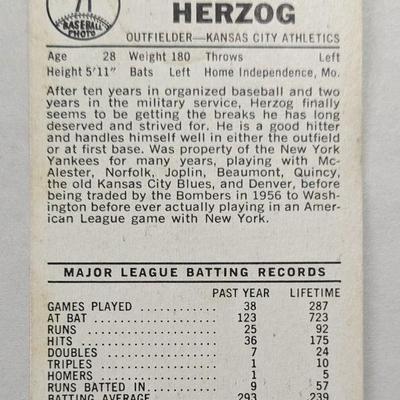 BASEBALL
PHOTO
HERZOG
OUTFIELDER—KANSAS CITY ATHLETICS
Age 28 Weight 180 Throws Left
Height 5'11" Bats Left Home Independence, Mo.
After ten years in organized baseball and two
years in the military service, Herzog finally
seems to be getting the breaks he has long
deserved and strived for. He is a good hitter
and handles himself well in either the outfield
or at first base. Was property of the New York
Yankees for many years, playing with Mc-
Alester, Norfolk, Joplin, Beaumont, Quincy,
the old Kansas City Blues, and Denver, before
being traded by the Bombers in 1956 to Wash-
ington before ever actually playing in an Amer-
ican League game with New York.
MAJOR LEAGUE BATTING RECORDS
PAST YEAR LIFETIME
GAMES PLAYED 38 287
AT BAT 123 723
RUNS 25 92
HITS 36 175
DOUBLES 7 24
TRIPLES 1 10
HOMERS 1 5
RUNS BATTED IN 9 57
BATTING AVERAGE 293 239